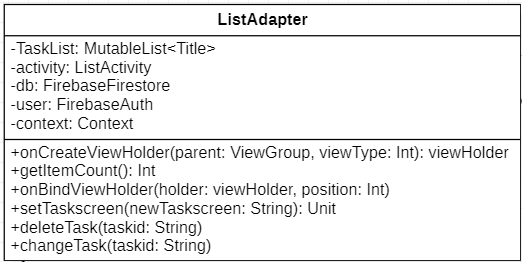 ListAdapter
-TaskList: MutableList<Title>
-activity: ListActivity
-db: FirebaseFirestore
-user: FirebaseAuth
-context: Context
+onCreateViewHolder(parent: ViewGroup, viewType: Int): viewHolder
+getItemCount(): Int
+onBindViewHolder(holder: viewHolder, position: Int)
+setTaskscreen(newTaskscreen: String): Unit
+deleteTask(taskid: String)
+changeTask(taskid: String)